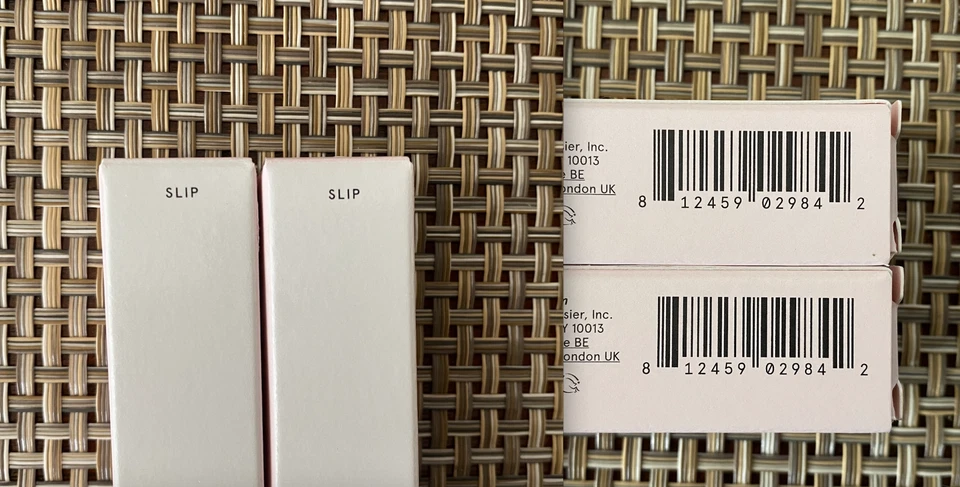 SLIP
SLIP
sier, Inc.
10013
e BE
ondon UK
8 12459 02984 2
sier, Inc.
Y 10013
e BE
ondon UK
8 12459 02984 2